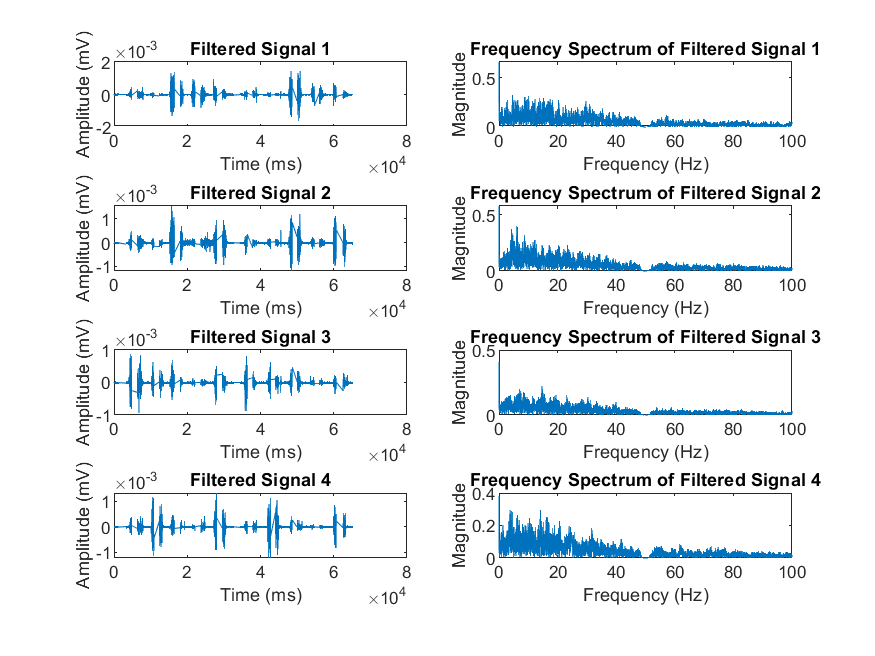 Filtered Signal 1
×10-3
Amplitude (mV)
2
0
-2
0 2 4 6 8
Time (ms)
×104
Frequency Spectrum of Filtered Signal 1
Magnitude
0.5
0
0 20 40 60 80 100
Frequency (Hz)
Filtered Signal 2
×10-3
Amplitude (mV)
1
0
-1
0 2 4 6 8
Time (ms)
×104
Frequency Spectrum of Filtered Signal 2
Magnitude
0.5
0
0 20 40 60 80 100
Frequency (Hz)
Filtered Signal 3
×10-3
Amplitude (mV)
1
0
-1
0 2 4 6 8
Time (ms)
×104
Frequency Spectrum of Filtered Signal 3
Magnitude
0.5
0
0 20 40 60 80 100
Frequency (Hz)
Filtered Signal 4
×10-3
Amplitude (mV)
1
0
-1
0 2 4 6 8
Time (ms)
×104
Frequency Spectrum of Filtered Signal 4
Magnitude
0.4
0.2
0
0 20 40 60 80 100
Frequency (Hz)